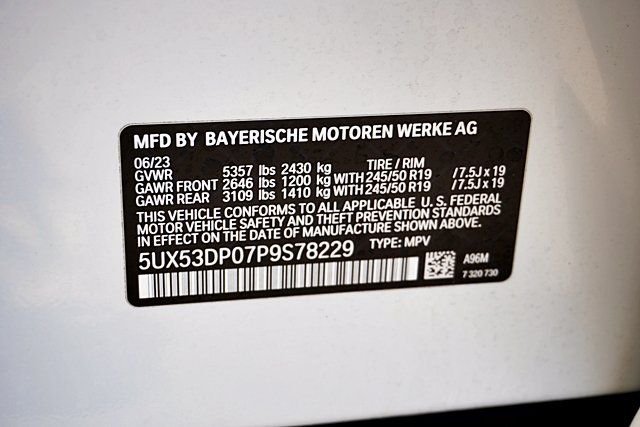 MFD BY BAYERISCHE MOTOREN WERKE AG
06/23 TIRE / RIM
GVWR 5357 lbs 2430 kg
GAWR FRONT 2646 lbs 1200 kg WITH 245/50 R19 / 7.5J x 19
GAWR REAR 3109 lbs 1410 kg WITH 245/50 R19 / 7.5J x 19
THIS VEHICLE CONFORMS TO ALL APPLICABLE U. S. FEDERAL
MOTOR VEHICLE SAFETY AND THEFT PREVENTION STANDARDS
IN EFFECT ON THE DATE OF MANUFACTURE SHOWN ABOVE.
5UX53DP07P9S78229 TYPE: MPV
A96M
7 320 730